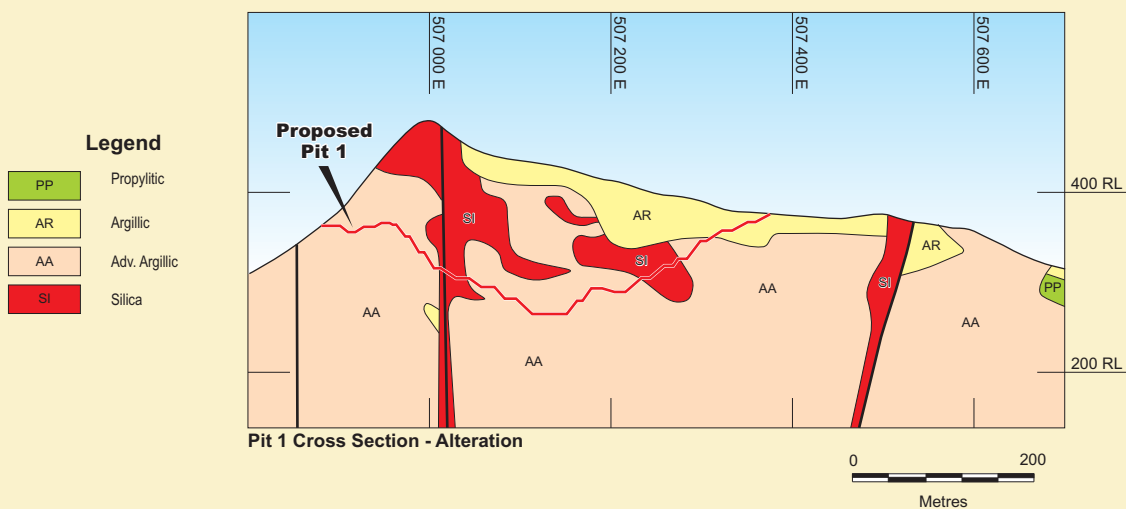 507 000 E
507 200 E
507 400 E
507 600 E
Legend
PP Propylitic
AR Argillic
AA Adv. Argillic
SI Silica
Proposed
Pit 1
400 RL
SI
AR
AR
SI
SI
AA
PP
AA
AA
AA
200 RL
Pit 1 Cross Section - Alteration
0 200
Metres